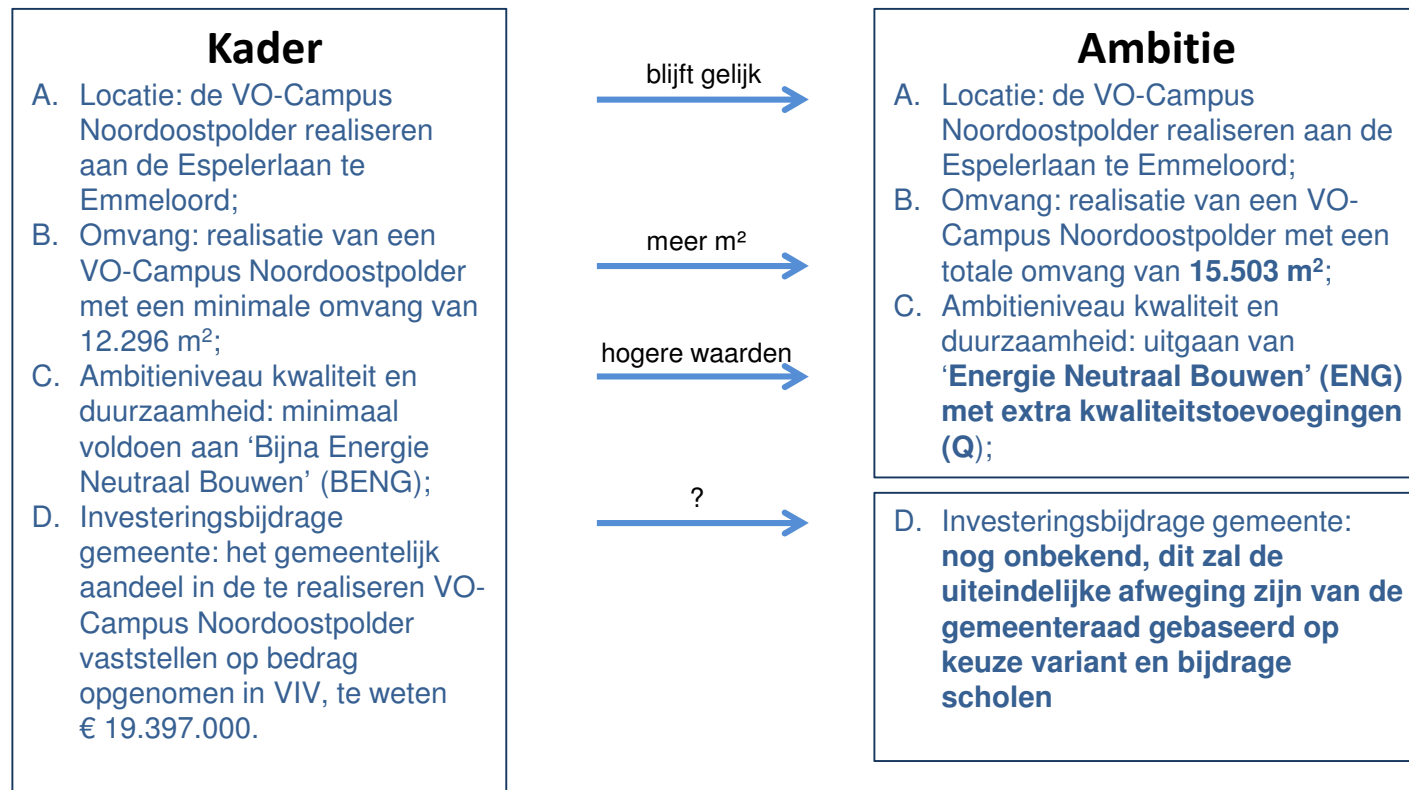 Kader
A. Locatie: de VO-Campus
Noordoostpolder realiseren
aan de Espelerlaan te
Emmeloord;
B. Omvang: realisatie van een
VO-Campus Noordoostpolder
met een minimale omvang van
12.296 m²;
C. Ambitieniveau kwaliteit en
duurzaamheid: minimaal
voldoen aan ‘Bijna Energie
Neutraal Bouwen’ (BENG);
D. Investeringsbijdrage
gemeente: het gemeentelijk
aandeel in de te realiseren VO-
Campus Noordoostpolder
vaststellen op bedrag
opgenomen in VIV, te weten
€ 19.397.000.
blijft gelijk
meer m²
hogere waarden
?
Ambitie
A. Locatie: de VO-Campus
Noordoostpolder realiseren aan de
Espelerlaan te Emmeloord;
B. Omvang: realisatie van een VO-
Campus Noordoostpolder met een
totale omvang van 15.503 m²;
C. Ambitieniveau kwaliteit en
duurzaamheid: uitgaan van
‘Energie Neutraal Bouwen’ (ENG)
met extra kwaliteitstoevoegingen
(Q);
D. Investeringsbijdrage gemeente:
nog onbekend, dit zal de
uiteindelijke afweging zijn van de
gemeenteraad gebaseerd op
keuze variant en bijdrage
scholen